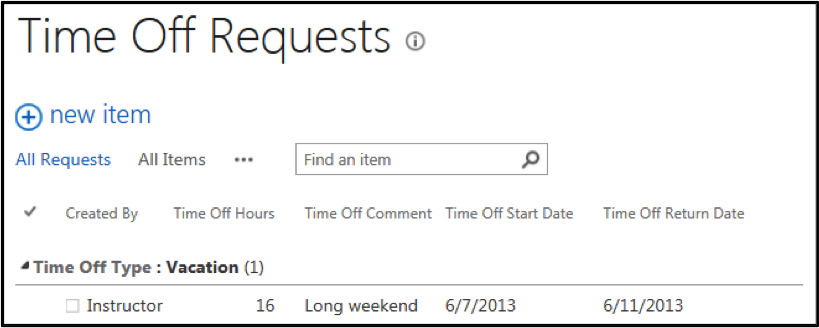 Time Off Requests
new item
All Requests All Items ••• Find an item
Created By Time Off Hours Time Off Comment Time Off Start Date Time Off Return Date
Time Off Type : Vacation (1)
Instructor 16 Long weekend 6/7/2013 6/11/2013